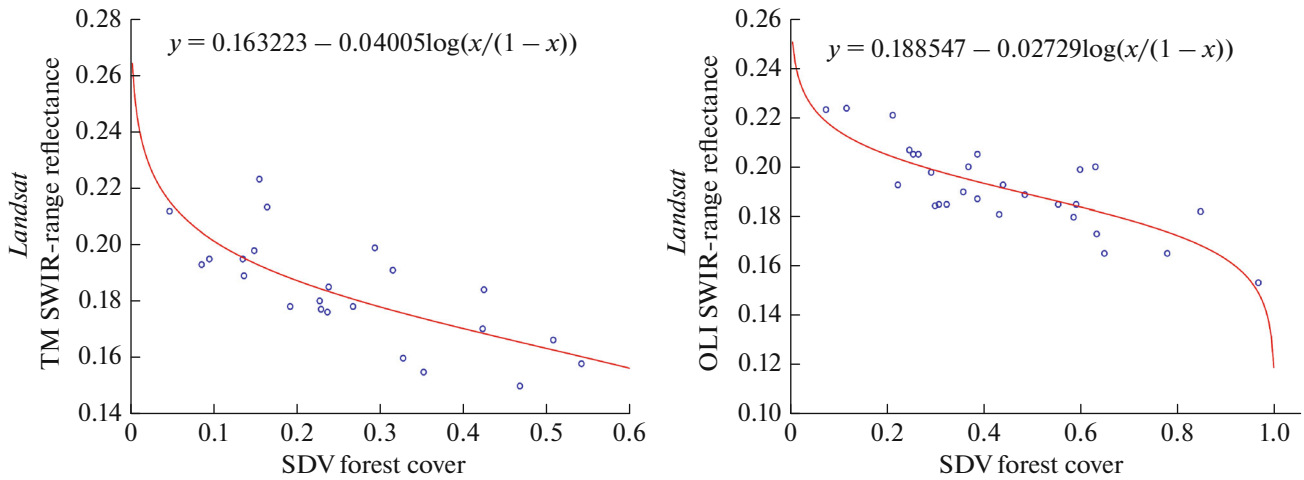 0.28
0.26
0.24
0.22
0.20
0.18
0.16
0.14
Landsat
TM SWIR-range reflectance
y = 0.163223 – 0.04005log(x/(1 – x))
0 0.1 0.2 0.3 0.4 0.5 0.6
SDV forest cover
0.26
0.24
0.22
0.20
0.18
0.16
0.14
0.12
0.10
Landsat
OLI SWIR-range reflectance
y = 0.188547 – 0.02729log(x/(1 – x))
0 0.2 0.4 0.6 0.8 1.0
SDV forest cover